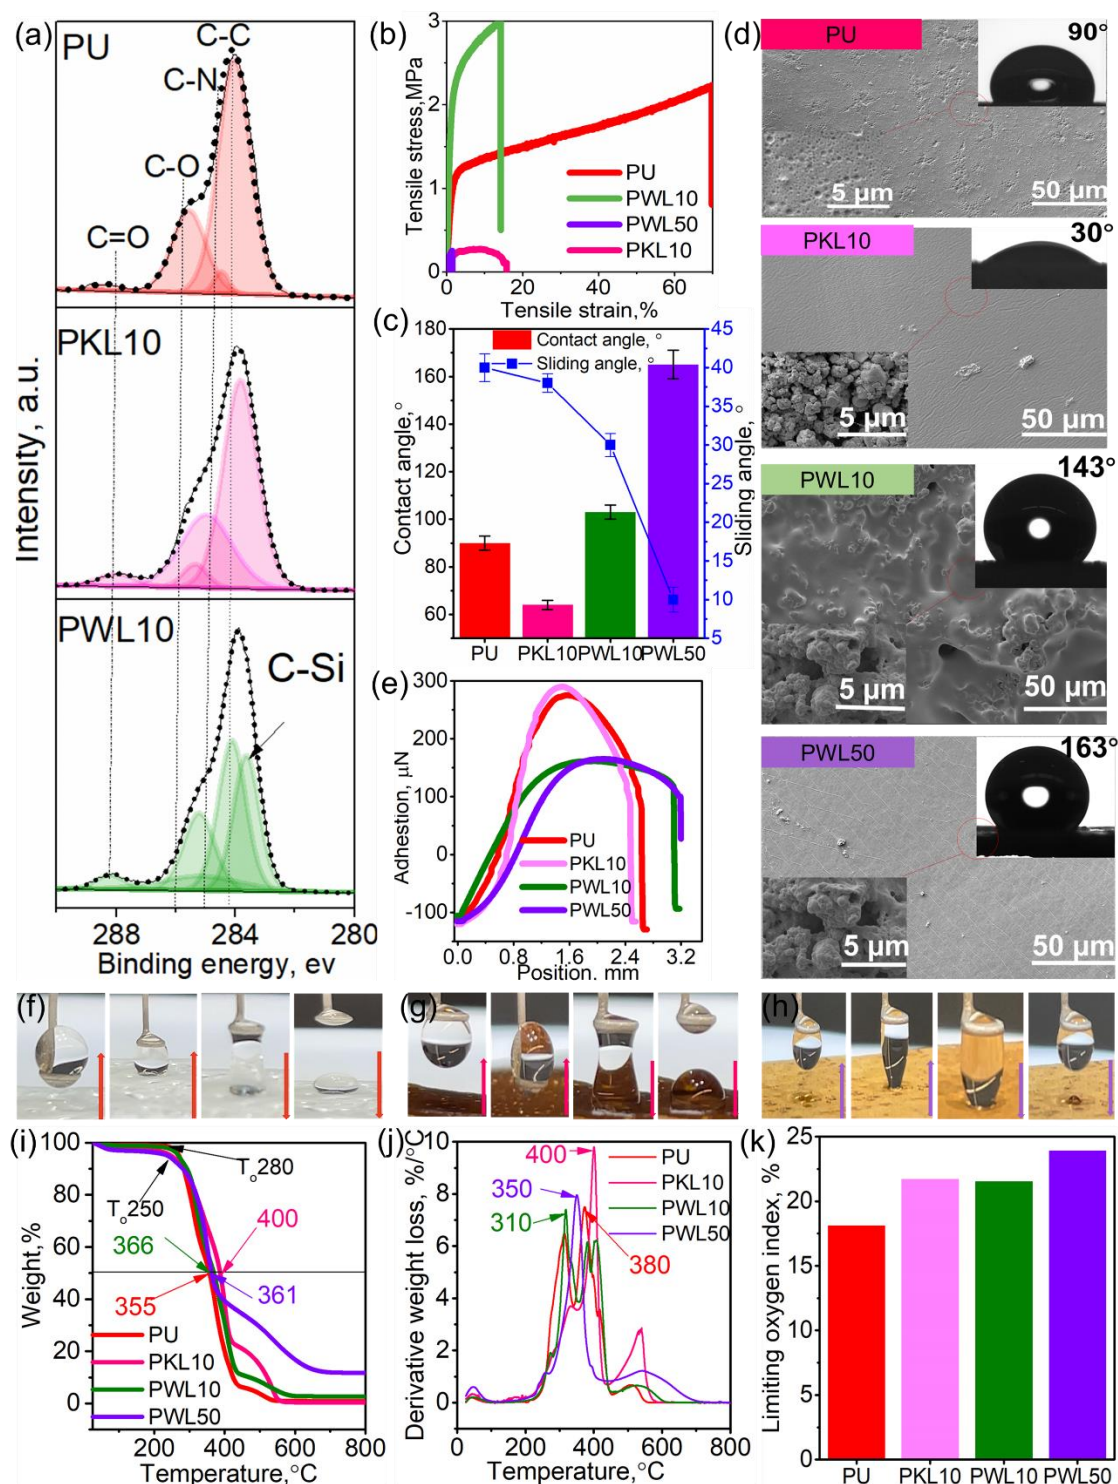 (a)
PU
C-C
C-N
C-O
C=O
PKL10
PWL10
C-Si
Intensity, a.u.
288 284 280
Binding energy, ev
(b)
Tensile stress,MPa
3
2
1
0
PU
PWL10
PWL50
PKL10
0 20 40 60
Tensile strain,%
(c)
Contact angle,°
180
160
140
120
100
80
60
Contact angle, °
Sliding angle, °
45
40
35
30
25
20
15
10
5
Sliding angle,°
PU PKL10 PWL10 PWL50
(d)
PU
90°
5 µm
50 µm
PKL10
30°
5 µm
50 µm
PWL10
143°
5 µm
50 µm
PWL50
163°
5 µm
50 µm
(e)
Adhestion, µN
300
200
100
0
-100
PU
PKL10
PWL10
PWL50
0.0 0.8 1.6 2.4 3.2
Position, mm
(f)
(g)
(h)
(i)
Weight,%
100
80
60
40
20
0
To280
To250
400
366
361
355
PU
PKL10
PWL10
PWL50
200 400 600 800
Temperature,°C
(j)
Derivative weight loss, %/°C
10
9
8
7
6
5
4
3
2
1
0
400
350
310
380
PU
PKL10
PWL10
PWL50
0 200 400 600 800
Temperature,°C
(k)
Limiting oxygen index, %
25
20
15
10
5
0
PU PKL10 PWL10 PWL50